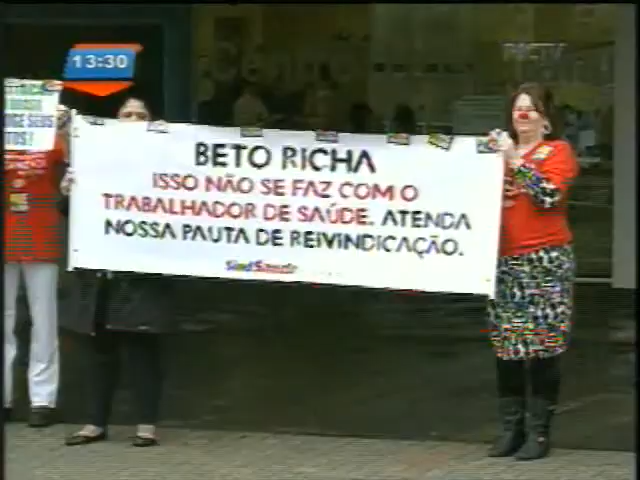 13:30
BETO RICHA
ISSO NÃO SE FAZ COM O
TRABALHADOR DE SAÚDE. ATENDA
NOSSA PAUTA DE REIVINDICAÇÃO.
SindSaúde